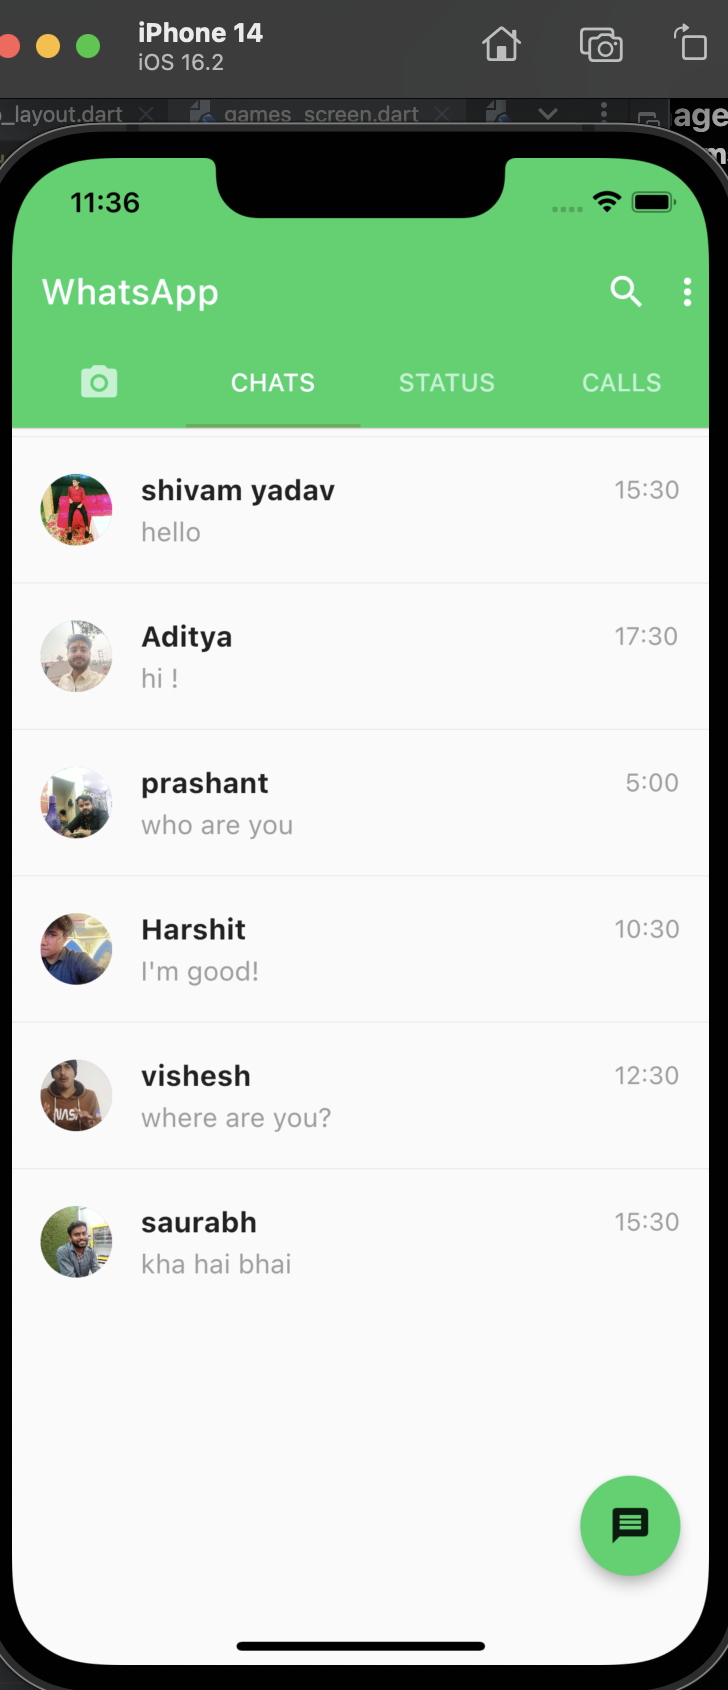 iPhone 14
iOS 16.2
_layout.dart
games_screen.dart
age
11:36
WhatsApp
CHATS STATUS CALLS
shivam yadav 15:30
hello
Aditya 17:30
hi !
prashant 5:00
who are you
Harshit 10:30
I'm good!
vishesh 12:30
where are you?
NASA
saurabh 15:30
kha hai bhai